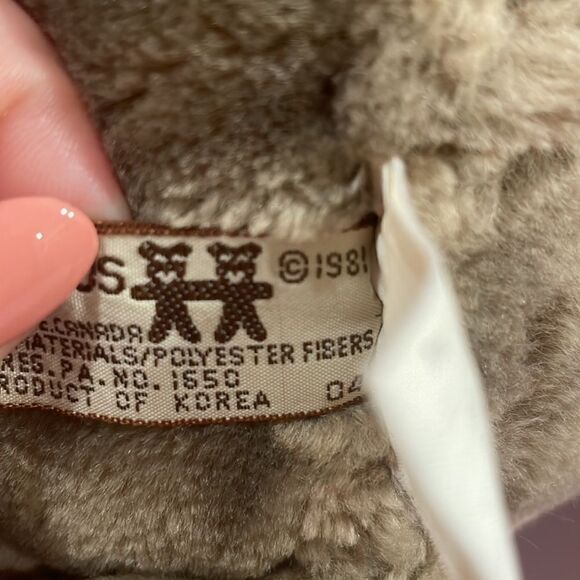 US ©1981
E.CANADA
MATERIALS/POLYESTER FIBERS
REG.PA.NO.1650
PRODUCT OF KOREA 04